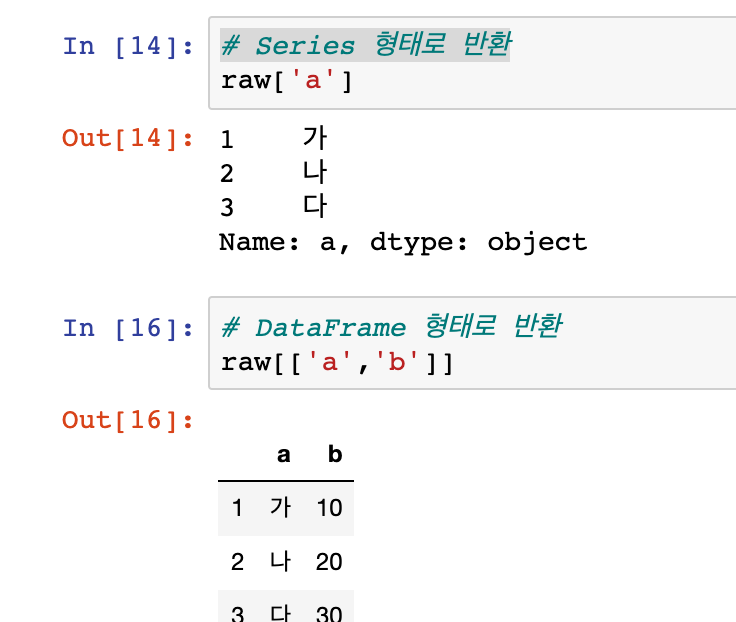 In [14]: # Series 형태로 반환
raw['a']
Out[14]: 1 가
2 나
3 다
Name: a, dtype: object
In [16]: # DataFrame 형태로 반환
raw[['a','b']]
Out[16]:
a b
1 가 10
2 나 20
3 다 30